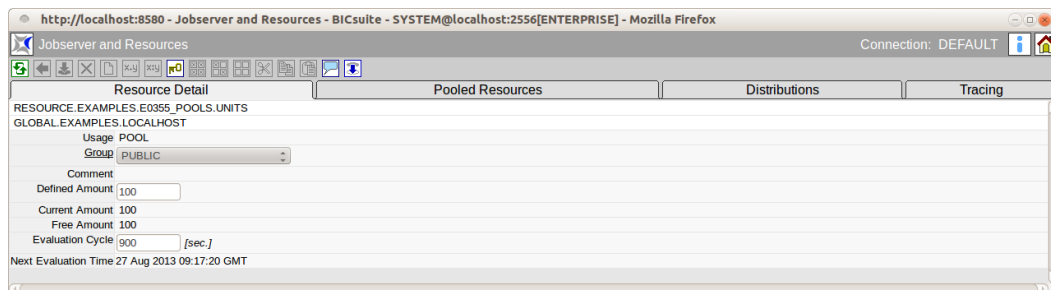 http://localhost:8580 - Jobserver and Resources - BICsuite - SYSTEM@localhost:2556[ENTERPRISE] - Mozilla Firefox
Jobserver and Resources
Connection: DEFAULT
Resource Detail
Pooled Resources
Distributions
Tracing
RESOURCE.EXAMPLES.E0355_POOLS.UNITS
GLOBAL.EXAMPLES.LOCALHOST
Usage POOL
Group PUBLIC
Comment
Defined Amount 100
Current Amount 100
Free Amount 100
Evaluation Cycle 900 [sec.]
Next Evaluation Time 27 Aug 2013 09:17:20 GMT